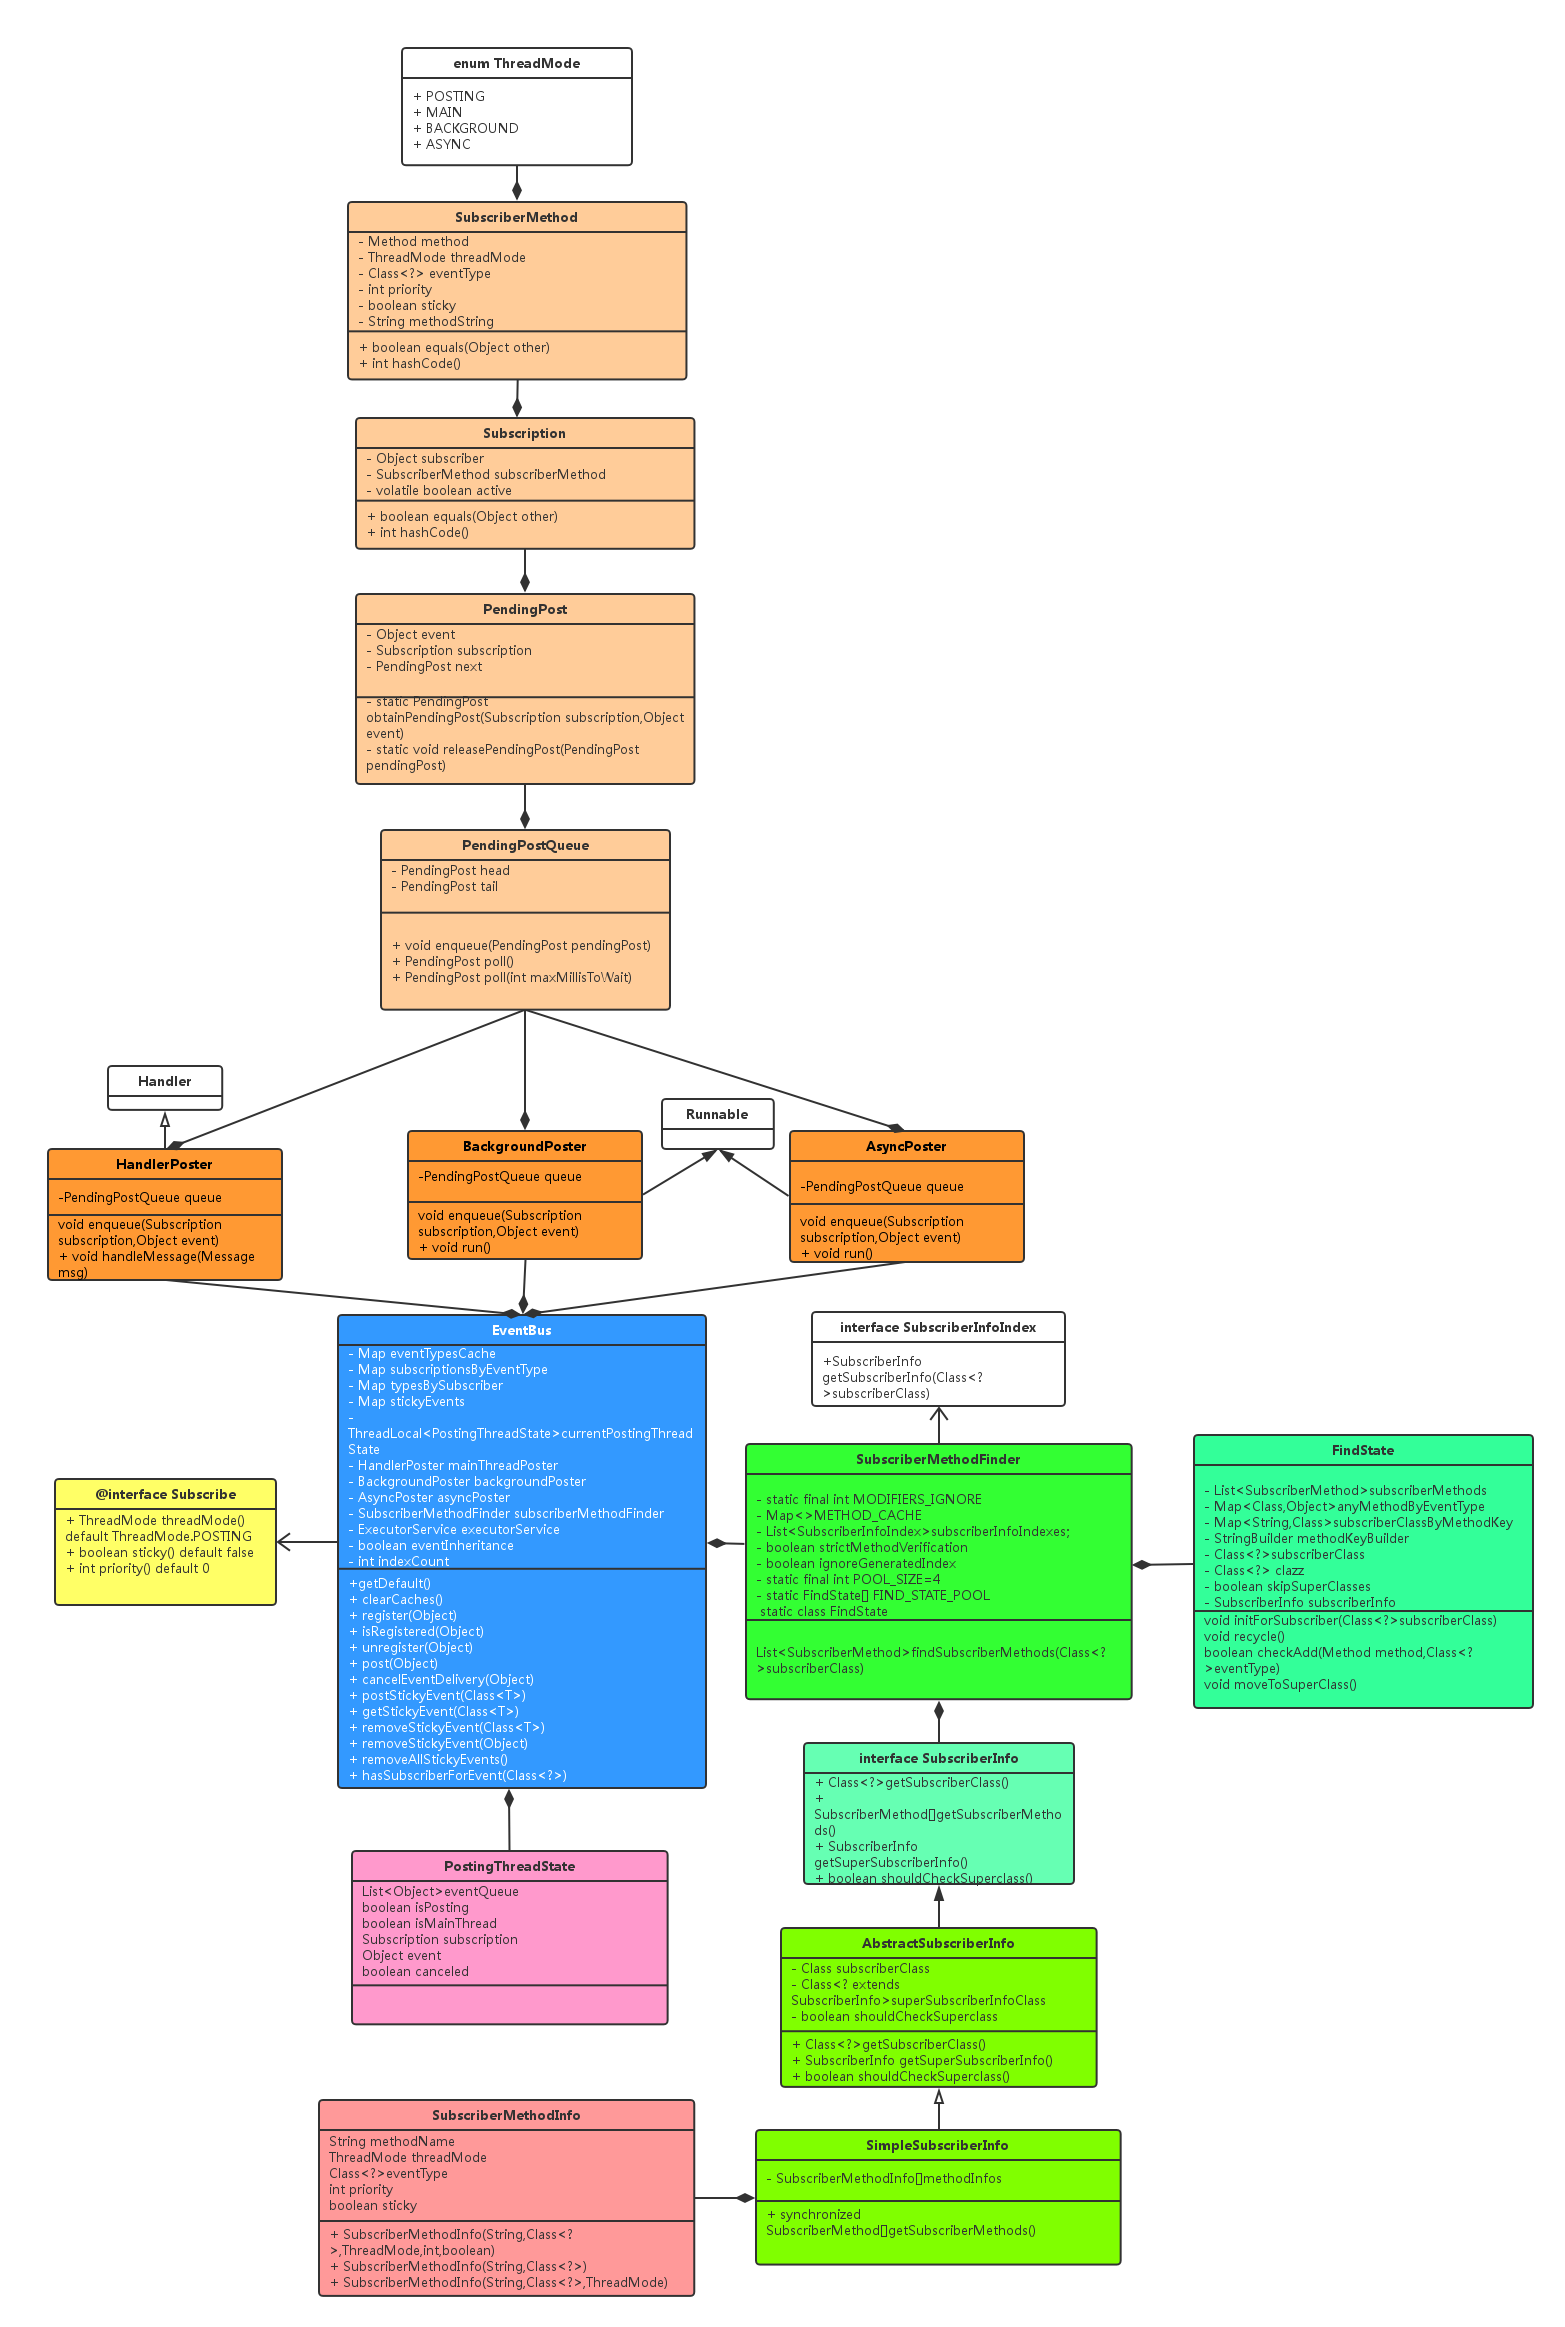 enum ThreadMode
+ POSTING
+ MAIN
+ BACKGROUND
+ ASYNC
SubscriberMethod
- Method method
- ThreadMode threadMode
- Class<?> eventType
- int priority
- boolean sticky
- String methodString
+ boolean equals(Object other)
+ int hashCode()
Subscription
- Object subscriber
- SubscriberMethod subscriberMethod
- volatile boolean active
+ boolean equals(Object other)
+ int hashCode()
PendingPost
- Object event
- Subscription subscription
- PendingPost next
- static PendingPost
obtainPendingPost(Subscription subscription,Object
event)
- static void releasePendingPost(PendingPost
pendingPost)
PendingPostQueue
- PendingPost head
- PendingPost tail
+ void enqueue(PendingPost pendingPost)
+ PendingPost poll()
+ PendingPost poll(int maxMillisToWait)
Handler
Runnable
HandlerPoster
-PendingPostQueue queue
void enqueue(Subscription
subscription,Object event)
+ void handleMessage(Message
msg)
BackgroundPoster
-PendingPostQueue queue
void enqueue(Subscription
subscription,Object event)
+ void run()
AsyncPoster
-PendingPostQueue queue
void enqueue(Subscription
subscription,Object event)
+ void run()
EventBus
- Map eventTypesCache
- Map subscriptionsByEventType
- Map typesBySubscriber
- Map stickyEvents
-
ThreadLocal<PostingThreadState>currentPostingThread
State
- HandlerPoster mainThreadPoster
- BackgroundPoster backgroundPoster
- AsyncPoster asyncPoster
- SubscriberMethodFinder subscriberMethodFinder
- ExecutorService executorService
- boolean eventInheritance
- int indexCount
+getDefault()
+ clearCaches()
+ register(Object)
+ isRegistered(Object)
+ unregister(Object)
+ post(Object)
+ cancelEventDelivery(Object)
+ postStickyEvent(Class<T>)
+ getStickyEvent(Class<T>)
+ removeStickyEvent(Class<T>)
+ removeStickyEvent(Object)
+ removeAllStickyEvents()
+ hasSubscriberForEvent(Class<?>)
@interface Subscribe
+ ThreadMode threadMode()
default ThreadMode.POSTING
+ boolean sticky() default false
+ int priority() default 0
interface SubscriberInfoIndex
+SubscriberInfo
getSubscriberInfo(Class<?
>subscriberClass)
SubscriberMethodFinder
- static final int MODIFIERS_IGNORE
- Map<>METHOD_CACHE
- List<SubscriberInfoIndex>subscriberInfoIndexes;
- boolean strictMethodVerification
- boolean ignoreGeneratedIndex
- static final int POOL_SIZE=4
- static FindState[] FIND_STATE_POOL
static class FindState
List<SubscriberMethod>findSubscriberMethods(Class<?
>subscriberClass)
FindState
- List<SubscriberMethod>subscriberMethods
- Map<Class,Object>anyMethodByEventType
- Map<String,Class>subscriberClassByMethodKey
- StringBuilder methodKeyBuilder
- Class<?>subscriberClass
- Class<?> clazz
- boolean skipSuperClasses
- SubscriberInfo subscriberInfo
void initForSubscriber(Class<?>subscriberClass)
void recycle()
boolean checkAdd(Method method,Class<?
>eventType)
void moveToSuperClass()
interface SubscriberInfo
+ Class<?>getSubscriberClass()
+
SubscriberMethod[]getSubscriberMetho
ds()
+ SubscriberInfo
getSuperSubscriberInfo()
+ boolean shouldCheckSuperclass()
PostingThreadState
List<Object>eventQueue
boolean isPosting
boolean isMainThread
Subscription subscription
Object event
boolean canceled
AbstractSubscriberInfo
- Class subscriberClass
- Class<? extends
SubscriberInfo>superSubscriberInfoClass
- boolean shouldCheckSuperclass
+ Class<?>getSubscriberClass()
+ SubscriberInfo getSuperSubscriberInfo()
+ boolean shouldCheckSuperclass()
SubscriberMethodInfo
String methodName
ThreadMode threadMode
Class<?>eventType
int priority
boolean sticky
+ SubscriberMethodInfo(String,Class<?
>,ThreadMode,int,boolean)
+ SubscriberMethodInfo(String,Class<?>)
+ SubscriberMethodInfo(String,Class<?>,ThreadMode)
SimpleSubscriberInfo
- SubscriberMethodInfo[]methodInfos
+ synchronized
SubscriberMethod[]getSubscriberMethods()